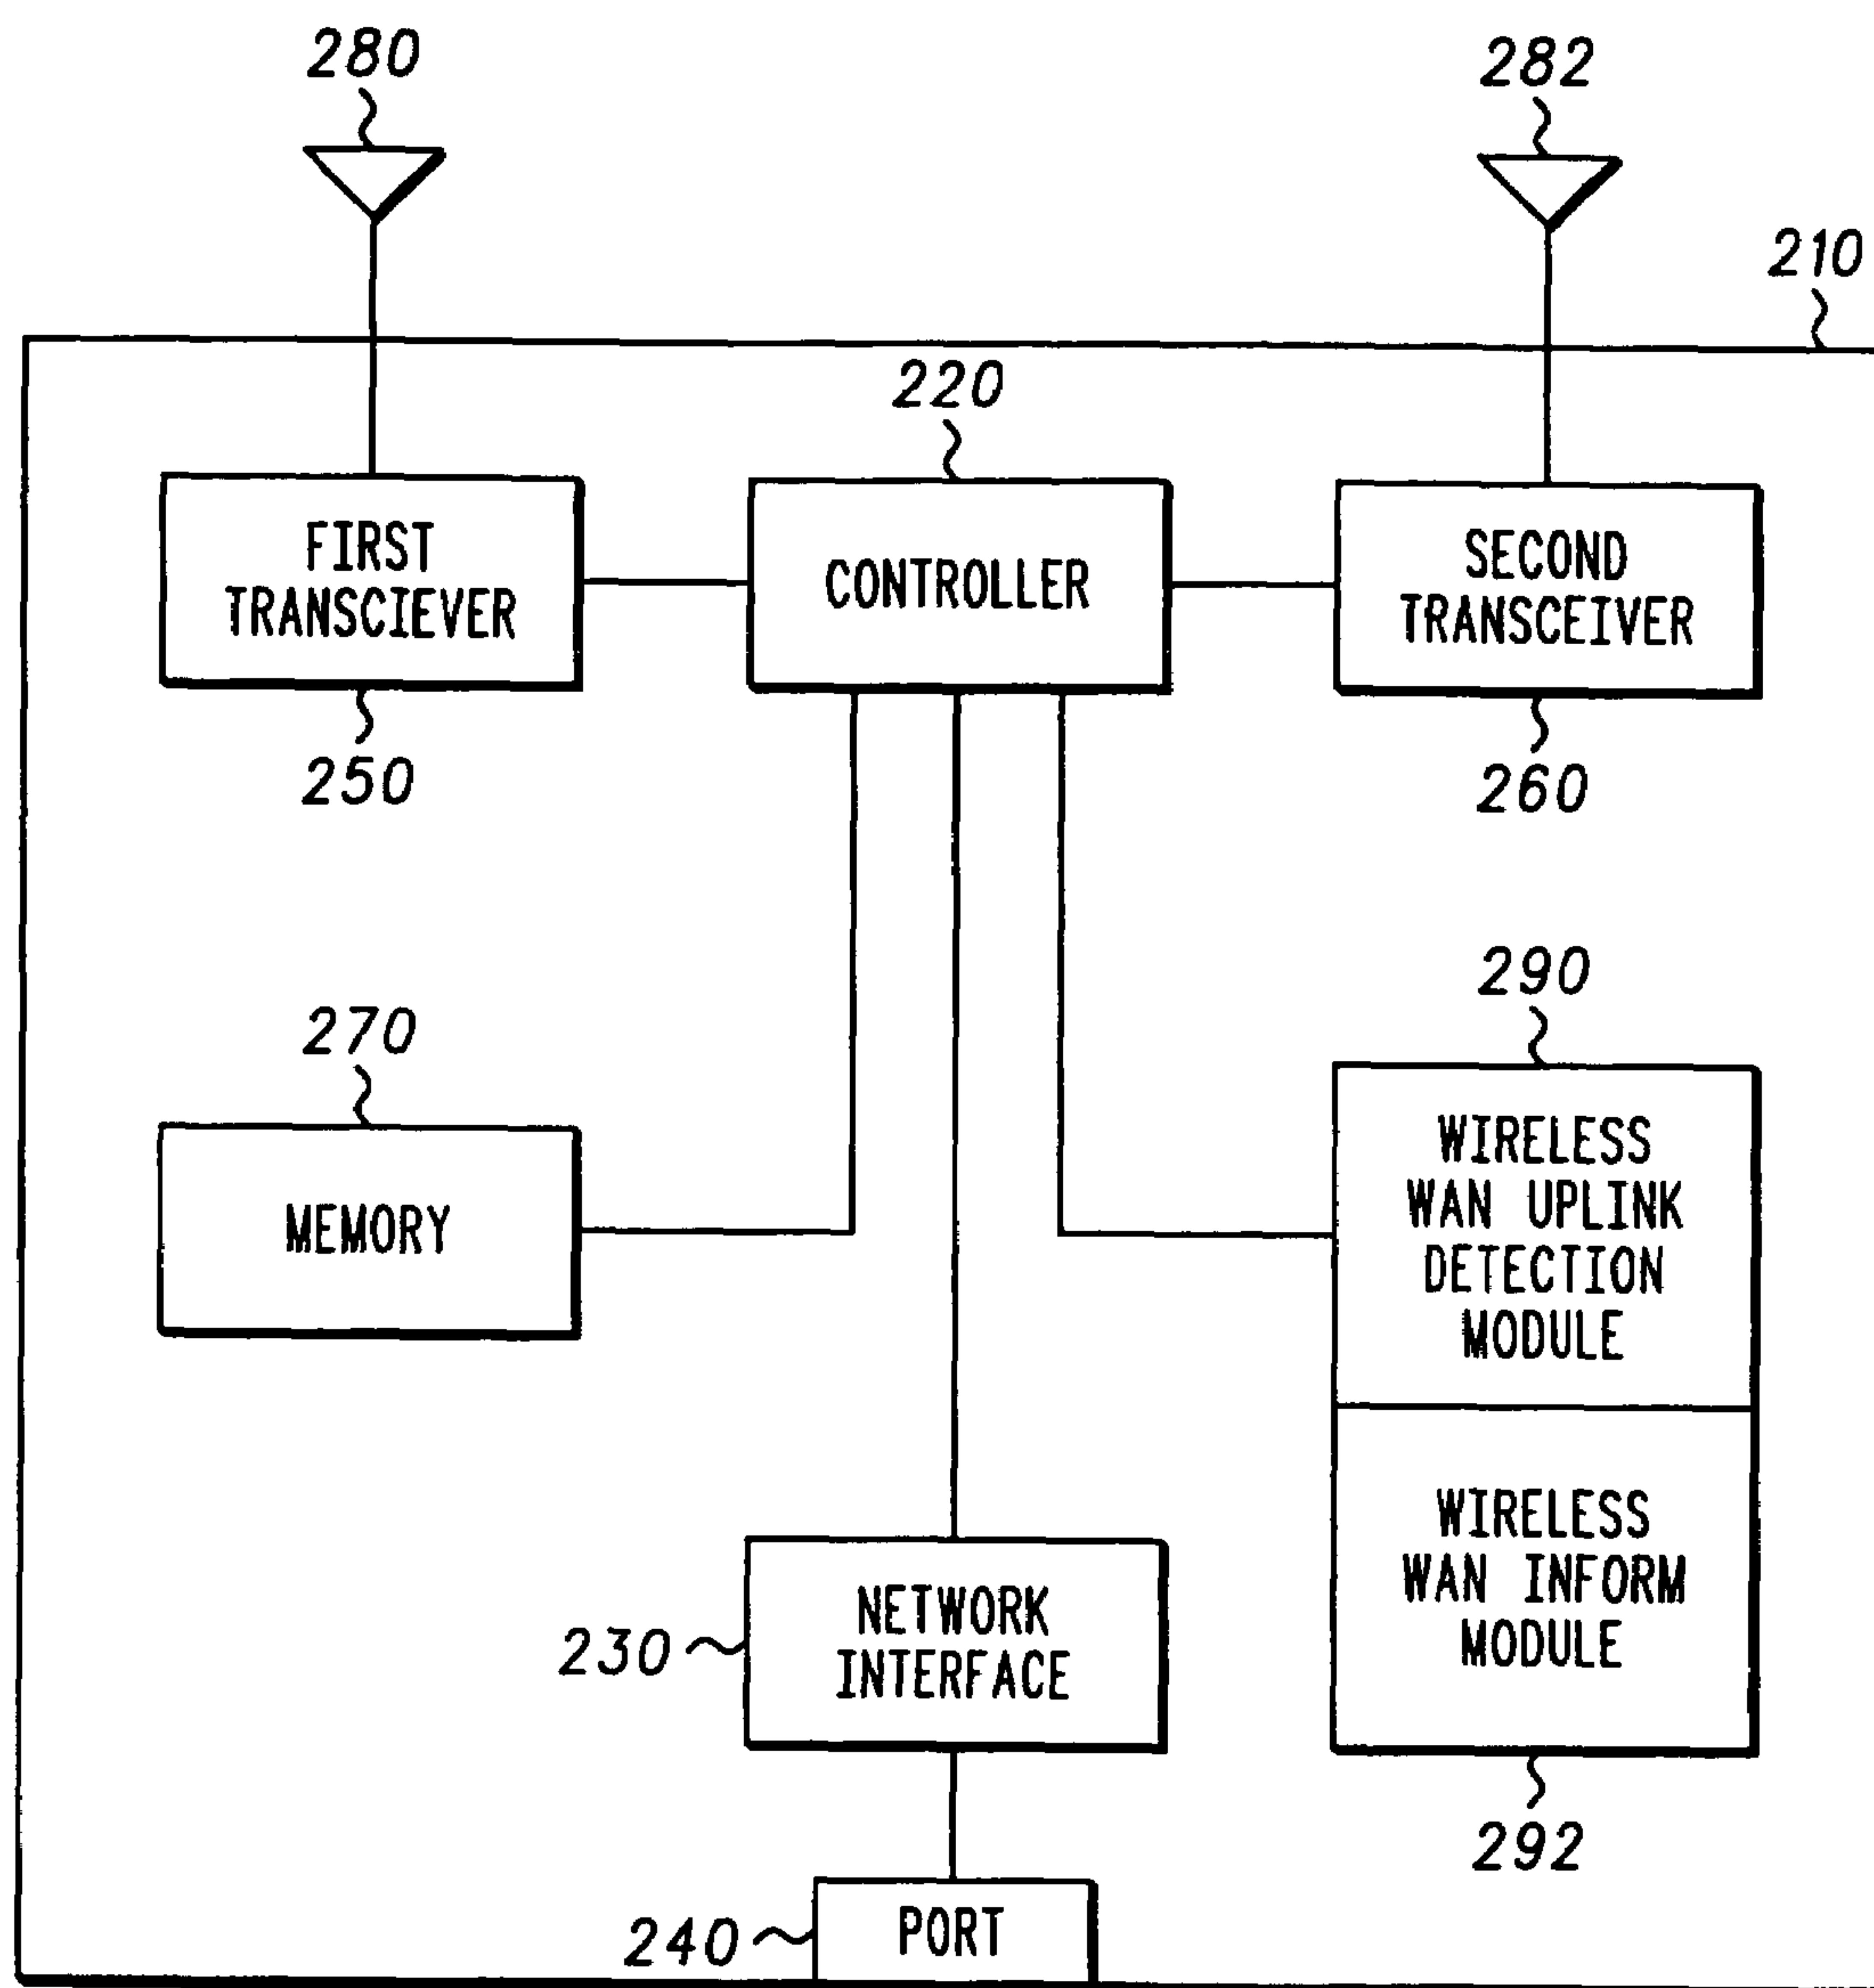 280
282
210
220
FIRST
TRANSCIEVER
CONTROLLER
SECOND
TRANSCEIVER
250
260
270
290
MEMORY
WIRELESS
WAN UPLINK
DETECTION
MODULE
WIRELESS
WAN INFORM
MODULE
230
NETWORK
INTERFACE
292
240
PORT